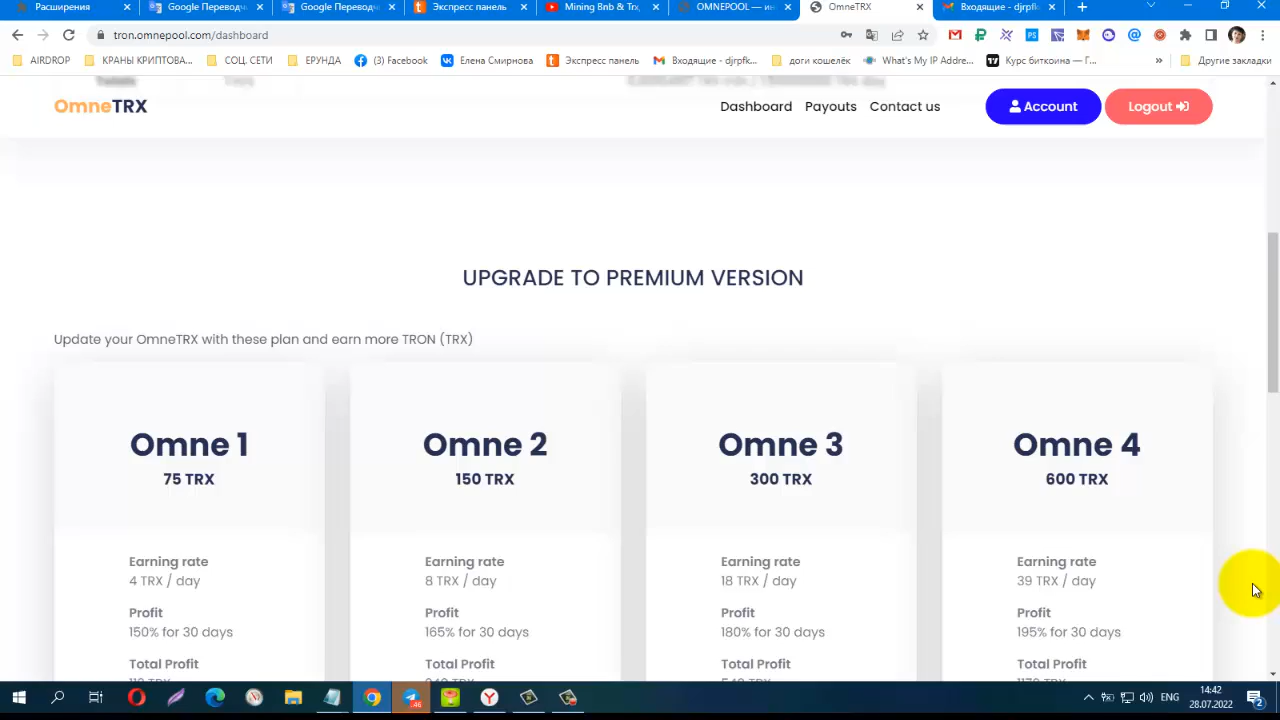 Расширения
Google Переводч
Google Переводч
Экспресс панель
Mining Bnb & Trx,
OMNEPOOL — ин
OmneTRX
Входящие - djrpfk
tron.omnepool.com/dashboard
AIRDROP
КРАНЫ КРИПТОВА...
СОЦ. СЕТИ
ЕРУНДА
(3) Facebook
Елена Смирнова
Экспресс панель
Входящие - djrpfk...
доги кошелёк
What's My IP Addre...
Курс биткоина — Г...
»
Другие закладки
OmneTRX
Dashboard
Payouts
Contact us
Account
Logout
UPGRADE TO PREMIUM VERSION
Update your OmneTRX with these plan and earn more TRON (TRX)
Omne 1
75 TRX
Earning rate
4 TRX / day
Profit
150% for 30 days
Total Profit
Omne 2
150 TRX
Earning rate
8 TRX / day
Profit
165% for 30 days
Total Profit
Omne 3
300 TRX
Earning rate
18 TRX / day
Profit
180% for 30 days
Total Profit
Omne 4
600 TRX
Earning rate
39 TRX / day
Profit
195% for 30 days
Total Profit
ENG
14:42
28.07.2022